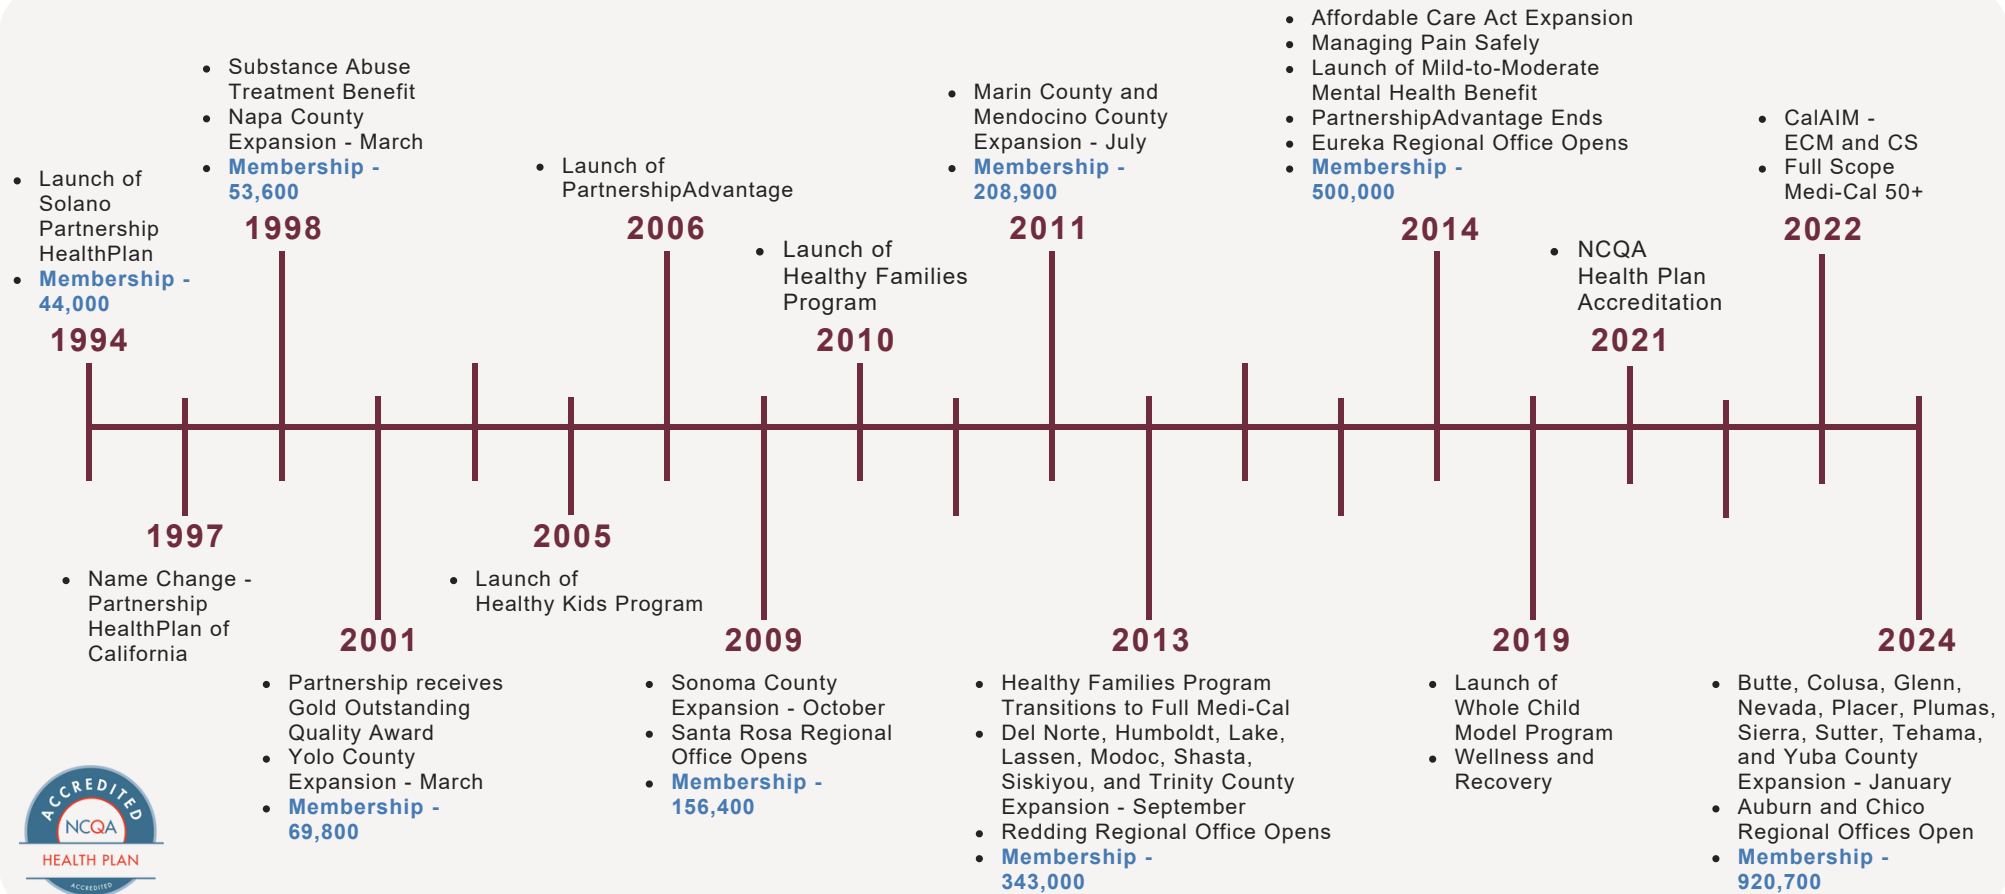 • Launch of
Solano
Partnership
HealthPlan
• Membership -
44,000
1994
1997
• Name Change -
Partnership
HealthPlan of
California
• Substance Abuse
Treatment Benefit
• Napa County
Expansion - March
• Membership -
53,600
1998
2001
• Partnership receives
Gold Outstanding
Quality Award
• Yolo County
Expansion - March
• Membership -
69,800
2005
• Launch of
Healthy Kids Program
• Launch of
PartnershipAdvantage
2006
2009
• Sonoma County
Expansion - October
• Santa Rosa Regional
Office Opens
• Membership -
156,400
• Launch of
Healthy Families
Program
2010
• Marin County and
Mendocino County
Expansion - July
• Membership -
208,900
2011
2013
• Healthy Families Program
Transitions to Full Medi-Cal
• Del Norte, Humboldt, Lake,
Lassen, Modoc, Shasta,
Siskiyou, and Trinity County
Expansion - September
• Redding Regional Office Opens
• Membership -
343,000
• Affordable Care Act Expansion
• Managing Pain Safely
• Launch of Mild-to-Moderate
Mental Health Benefit
• PartnershipAdvantage Ends
• Eureka Regional Office Opens
• Membership -
500,000
2014
2019
• Launch of
Whole Child
Model Program
• Wellness and
Recovery
• NCQA
Health Plan
Accreditation
2021
• CalAIM -
ECM and CS
• Full Scope
Medi-Cal 50+
2022
2024
• Butte, Colusa, Glenn,
Nevada, Placer, Plumas,
Sierra, Sutter, Tehama,
and Yuba County
Expansion - January
• Auburn and Chico
Regional Offices Open
• Membership -
920,700
ACCREDITED
NCQA
HEALTH PLAN
ACCREDITED